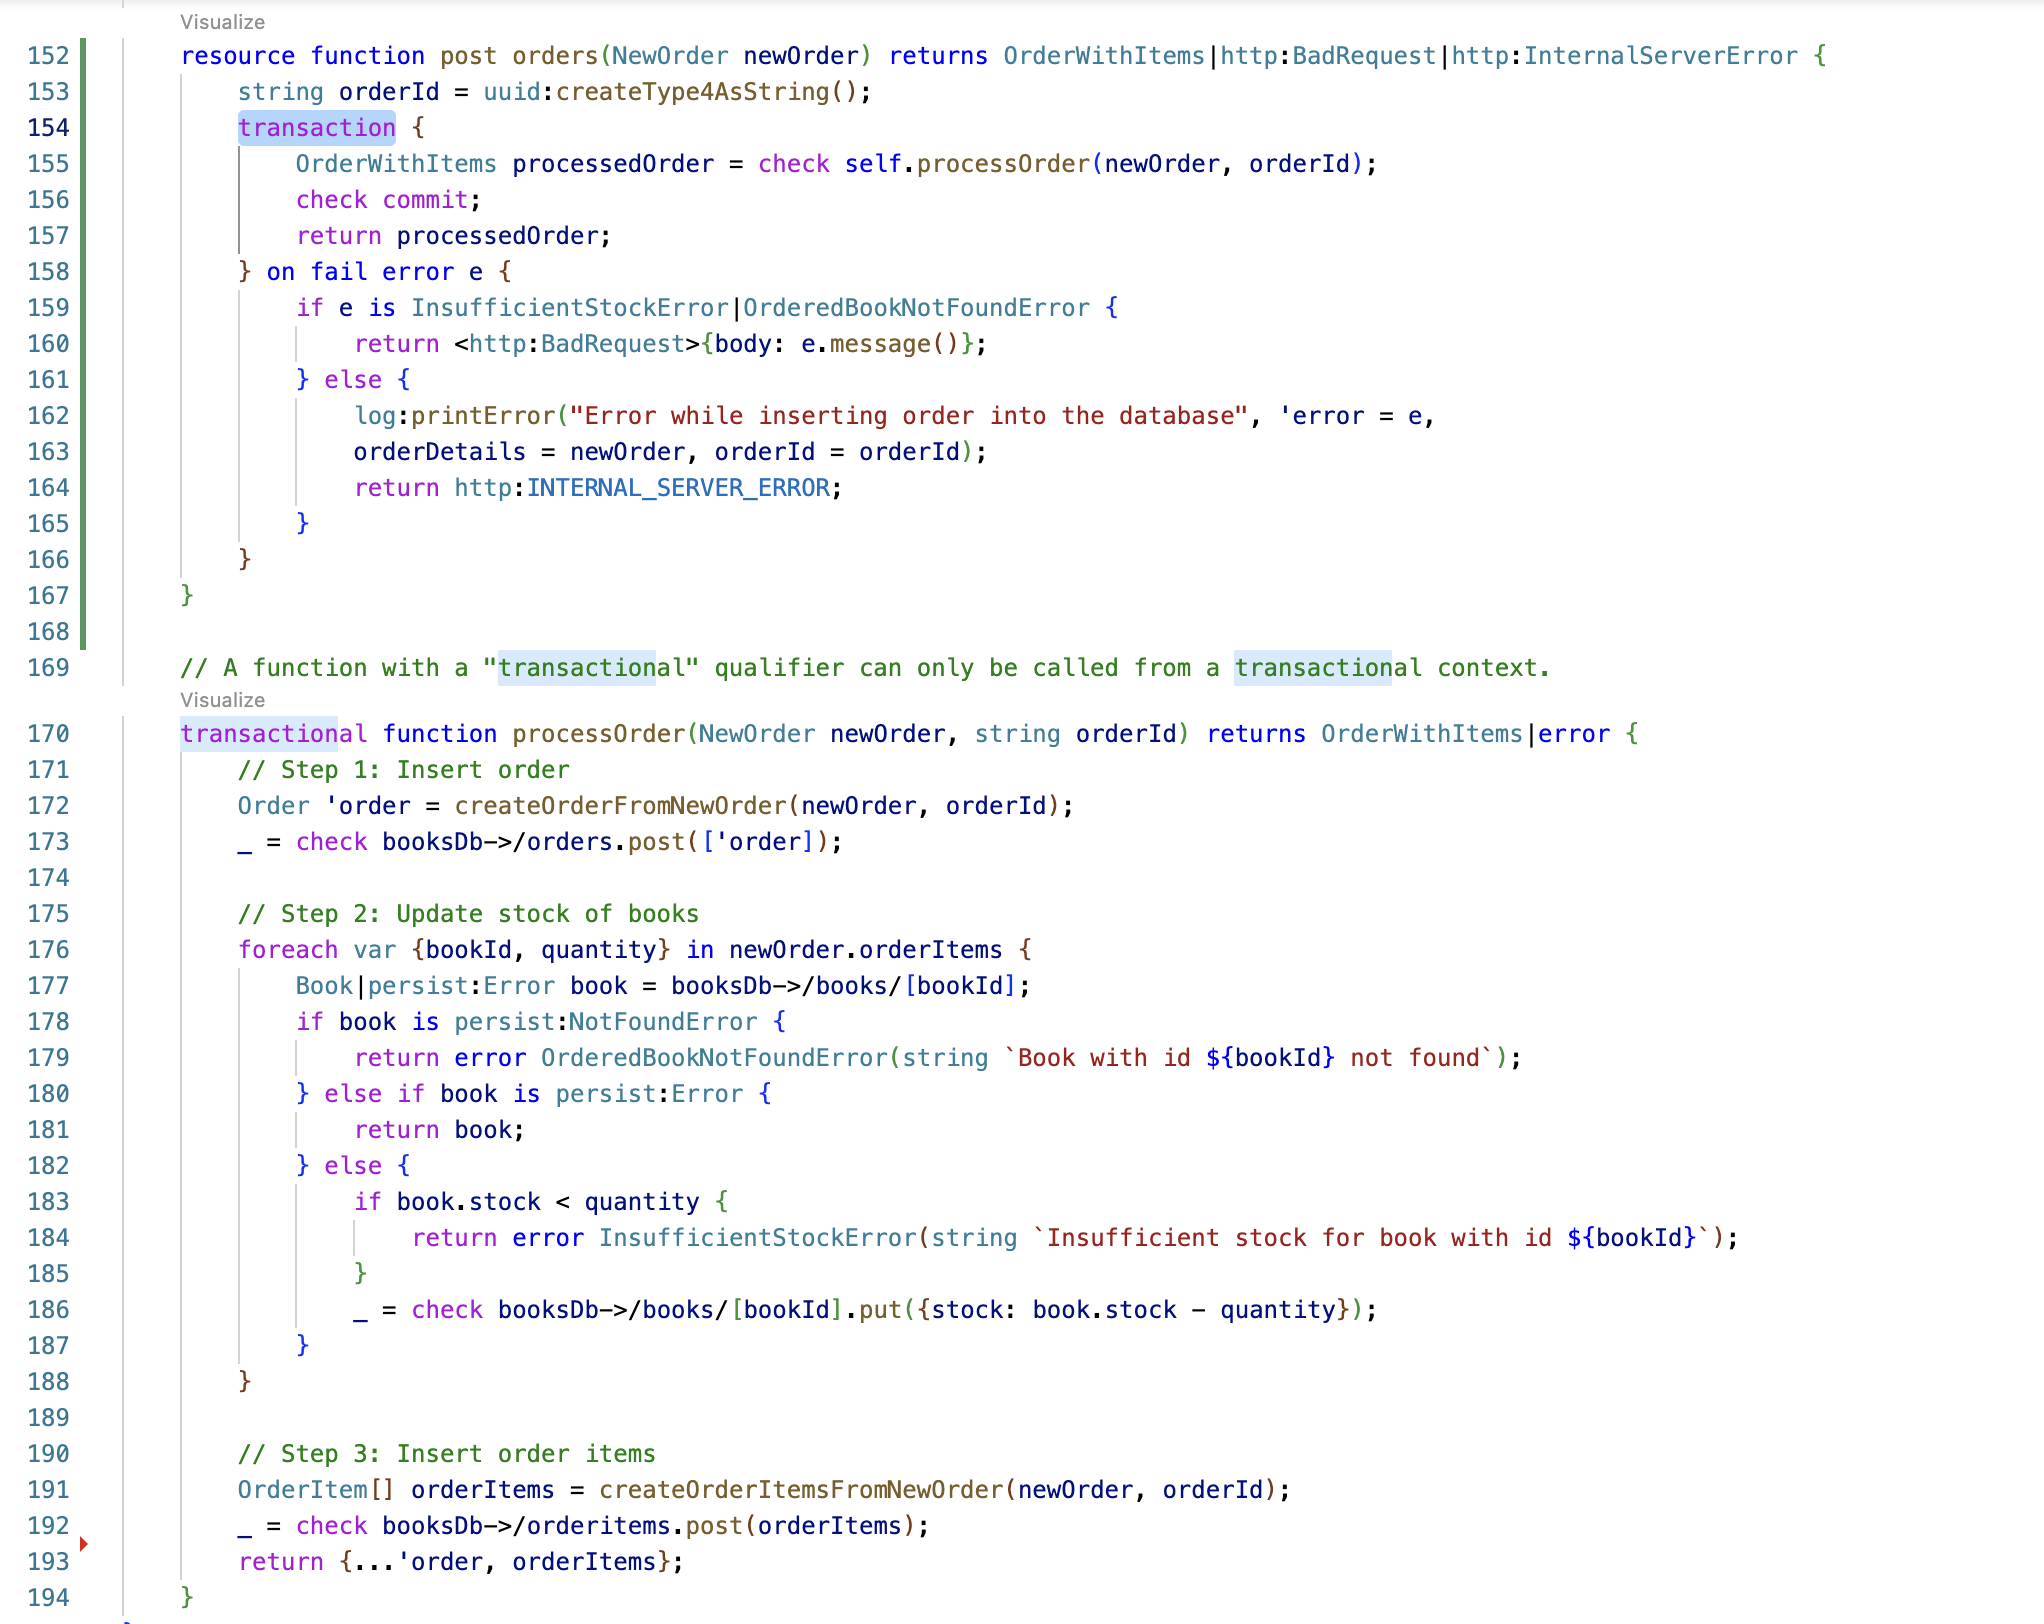 Visualize
152 resource function post orders(NewOrder newOrder) returns OrderWithItems|http:BadRequest|http:InternalServerError {
153 string orderId = uuid:createType4AsString();
154 transaction {
155 OrderWithItems processedOrder = check self.processOrder(newOrder, orderId);
156 check commit;
157 return processedOrder;
158 } on fail error e {
159 if e is InsufficientStockError|OrderedBookNotFoundError {
160 return <http:BadRequest>{body: e.message()};
161 } else {
162 log:printError("Error while inserting order into the database", 'error = e,
163 orderDetails = newOrder, orderId = orderId);
164 return http:INTERNAL_SERVER_ERROR;
165 }
166 }
167 }
168
169 // A function with a "transactional" qualifier can only be called from a transactional context.
Visualize
170 transactional function processOrder(NewOrder newOrder, string orderId) returns OrderWithItems|error {
171 // Step 1: Insert order
172 Order 'order = createOrderFromNewOrder(newOrder, orderId);
173 _ = check booksDb->/orders.post(['order]);
174
175 // Step 2: Update stock of books
176 foreach var {bookId, quantity} in newOrder.orderItems {
177 Book|persist:Error book = booksDb->/books/[bookId];
178 if book is persist:NotFoundError {
179 return error OrderedBookNotFoundError(string `Book with id ${bookId} not found`);
180 } else if book is persist:Error {
181 return book;
182 } else {
183 if book.stock < quantity {
184 return error InsufficientStockError(string `Insufficient stock for book with id ${bookId}`);
185 }
186 _ = check booksDb->/books/[bookId].put({stock: book.stock - quantity});
187 }
188 }
189
190 // Step 3: Insert order items
191 OrderItem[] orderItems = createOrderItemsFromNewOrder(newOrder, orderId);
192 _ = check booksDb->/orderitems.post(orderItems);
193 return {...'order, orderItems};
194 }